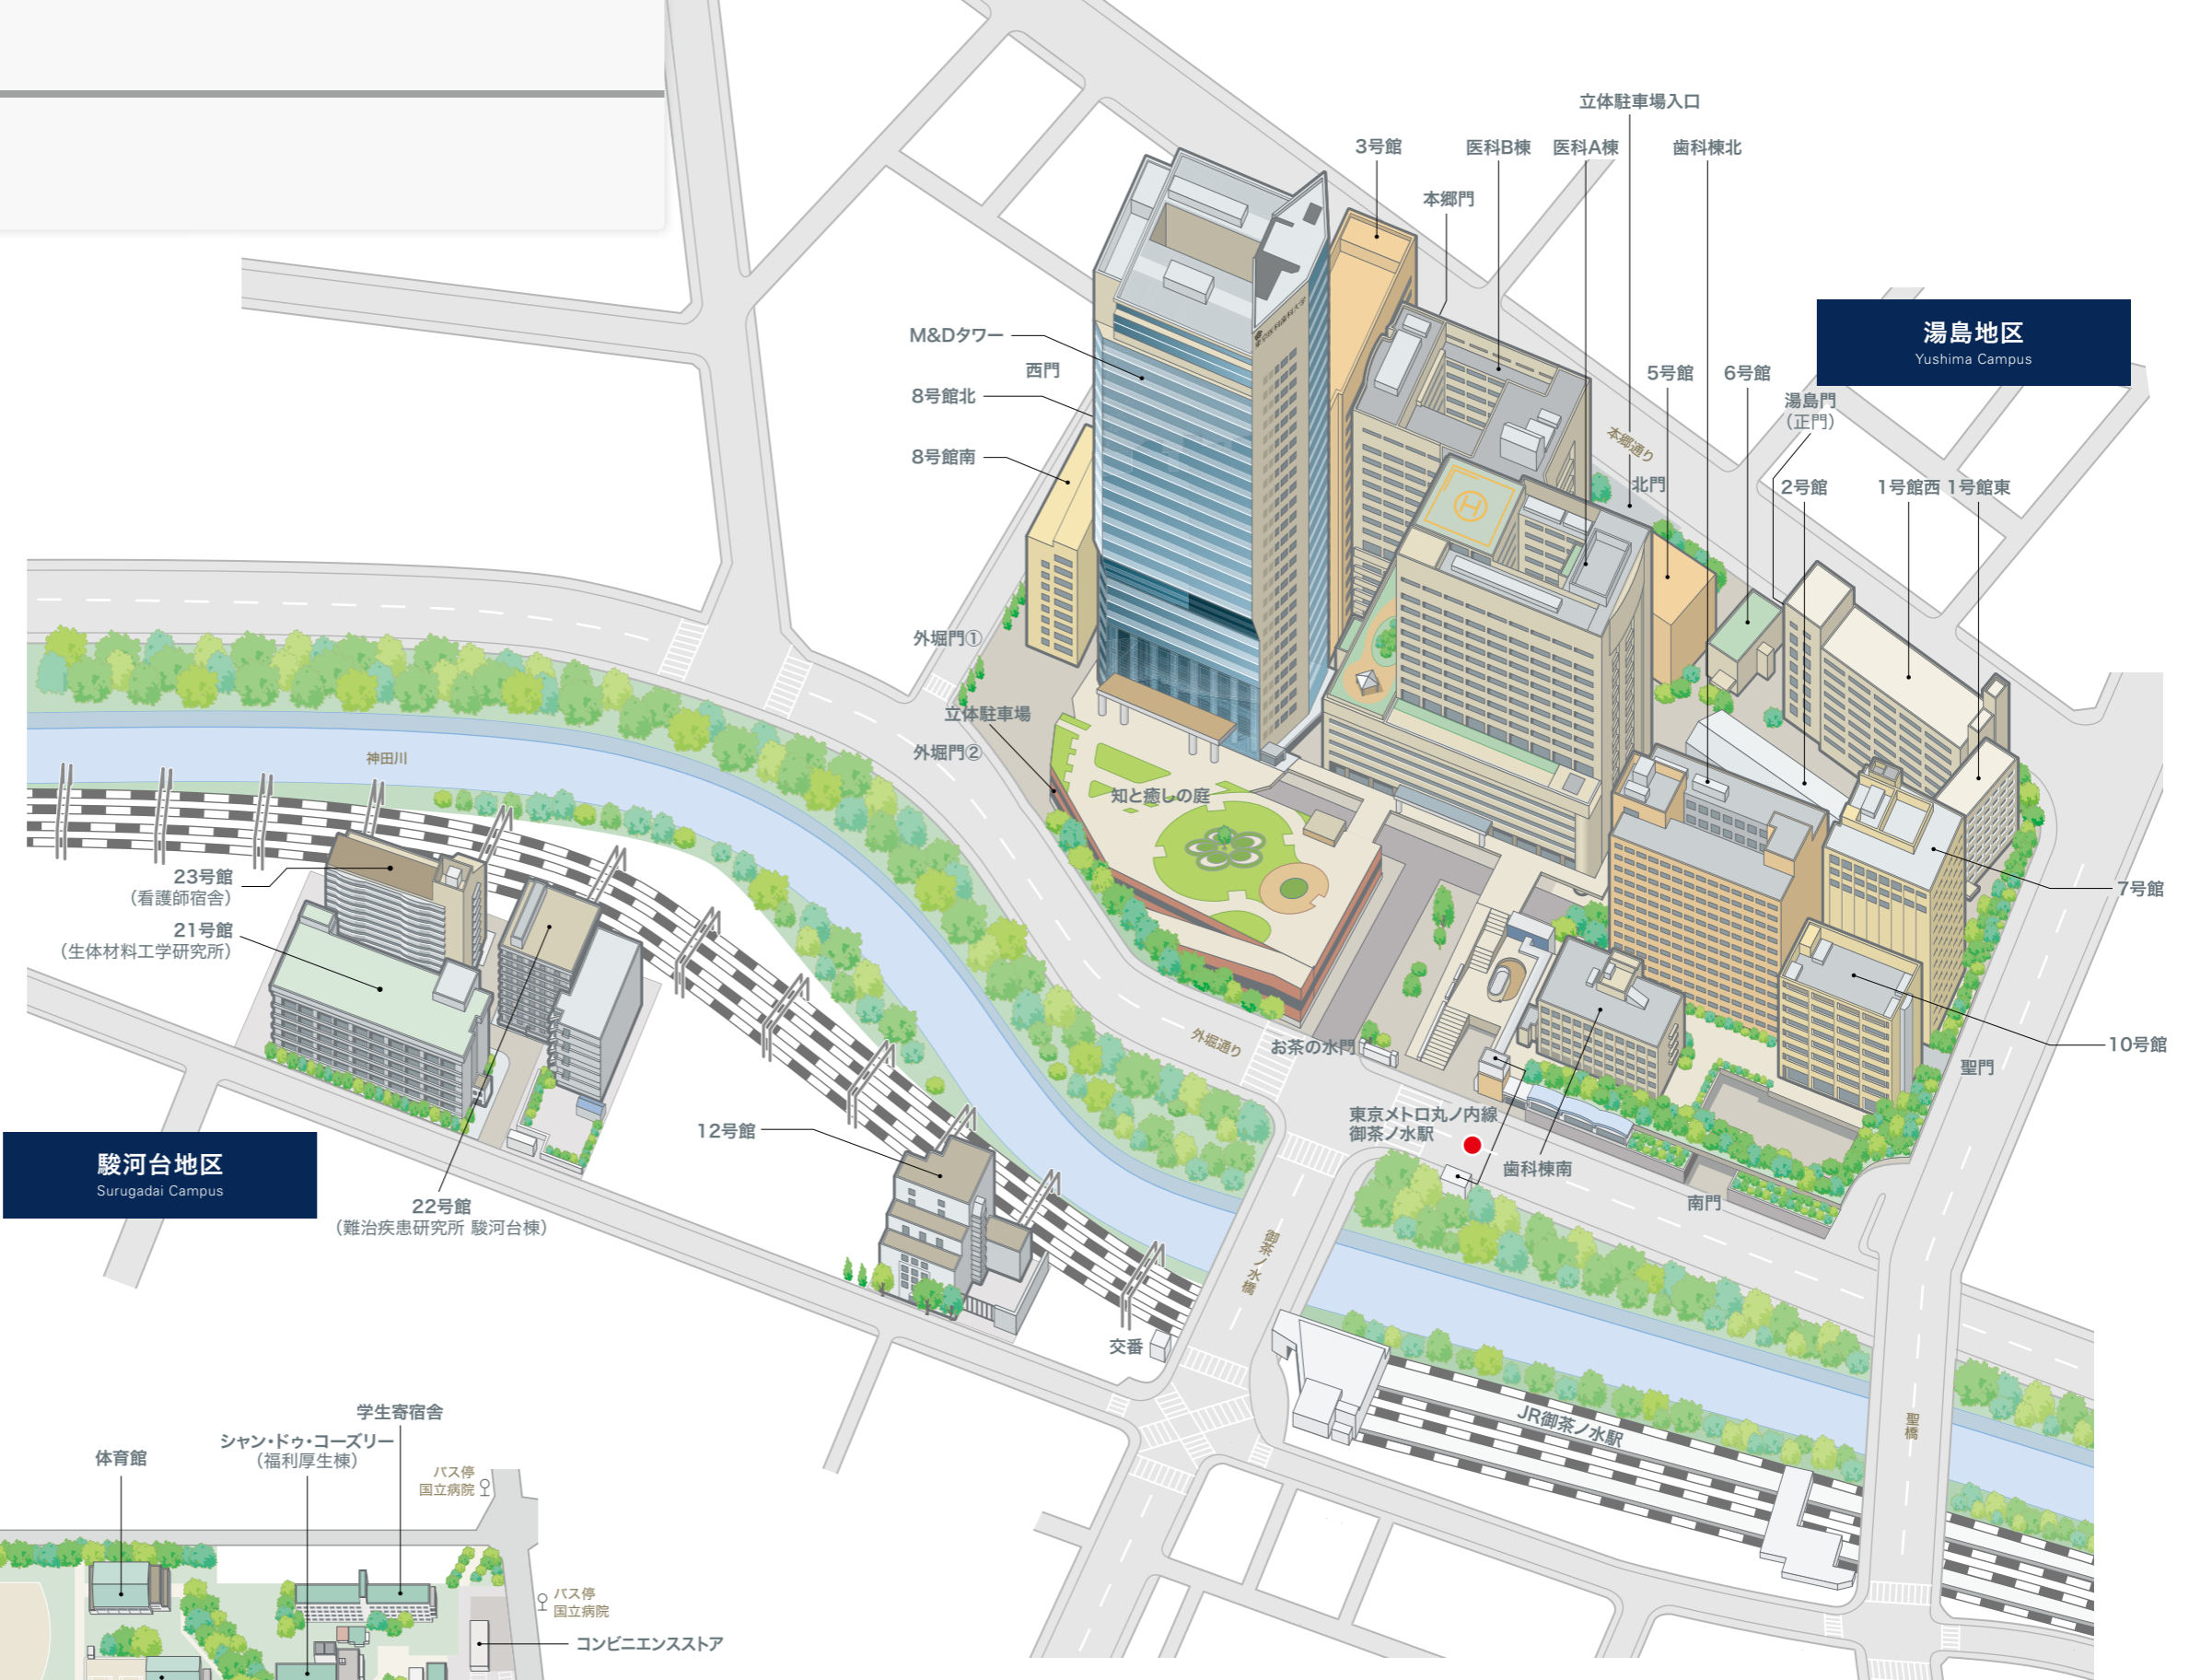 立体駐車場入口
3号館
医科B棟
医科A棟
歯科棟北
本郷門
湯島地区
Yushima Campus
M&Dタワー
西門
8号館北
8号館南
5号館
6号館
湯島門
（正門）
本郷通り
北門
2号館
1号館西
1号館東
外堀門①
立体駐車場
外堀門②
神田川
知と癒しの庭
23号館
（看護師宿舎）
21号館
（生体材料工学研究所）
7号館
外堀通り
お茶の水門
10号館
聖門
東京メトロ丸ノ内線
御茶ノ水駅
12号館
歯科棟南
南門
駿河台地区
Surugadai Campus
22号館
（難治疾患研究所 駿河台棟）
御茶ノ水橋
交番
JR御茶ノ水駅
聖橋
学生寄宿舎
シャン・ドゥ・コーズリー
（福利厚生棟）
体育館
バス停
国立病院
バス停
国立病院
コンビニエンスストア